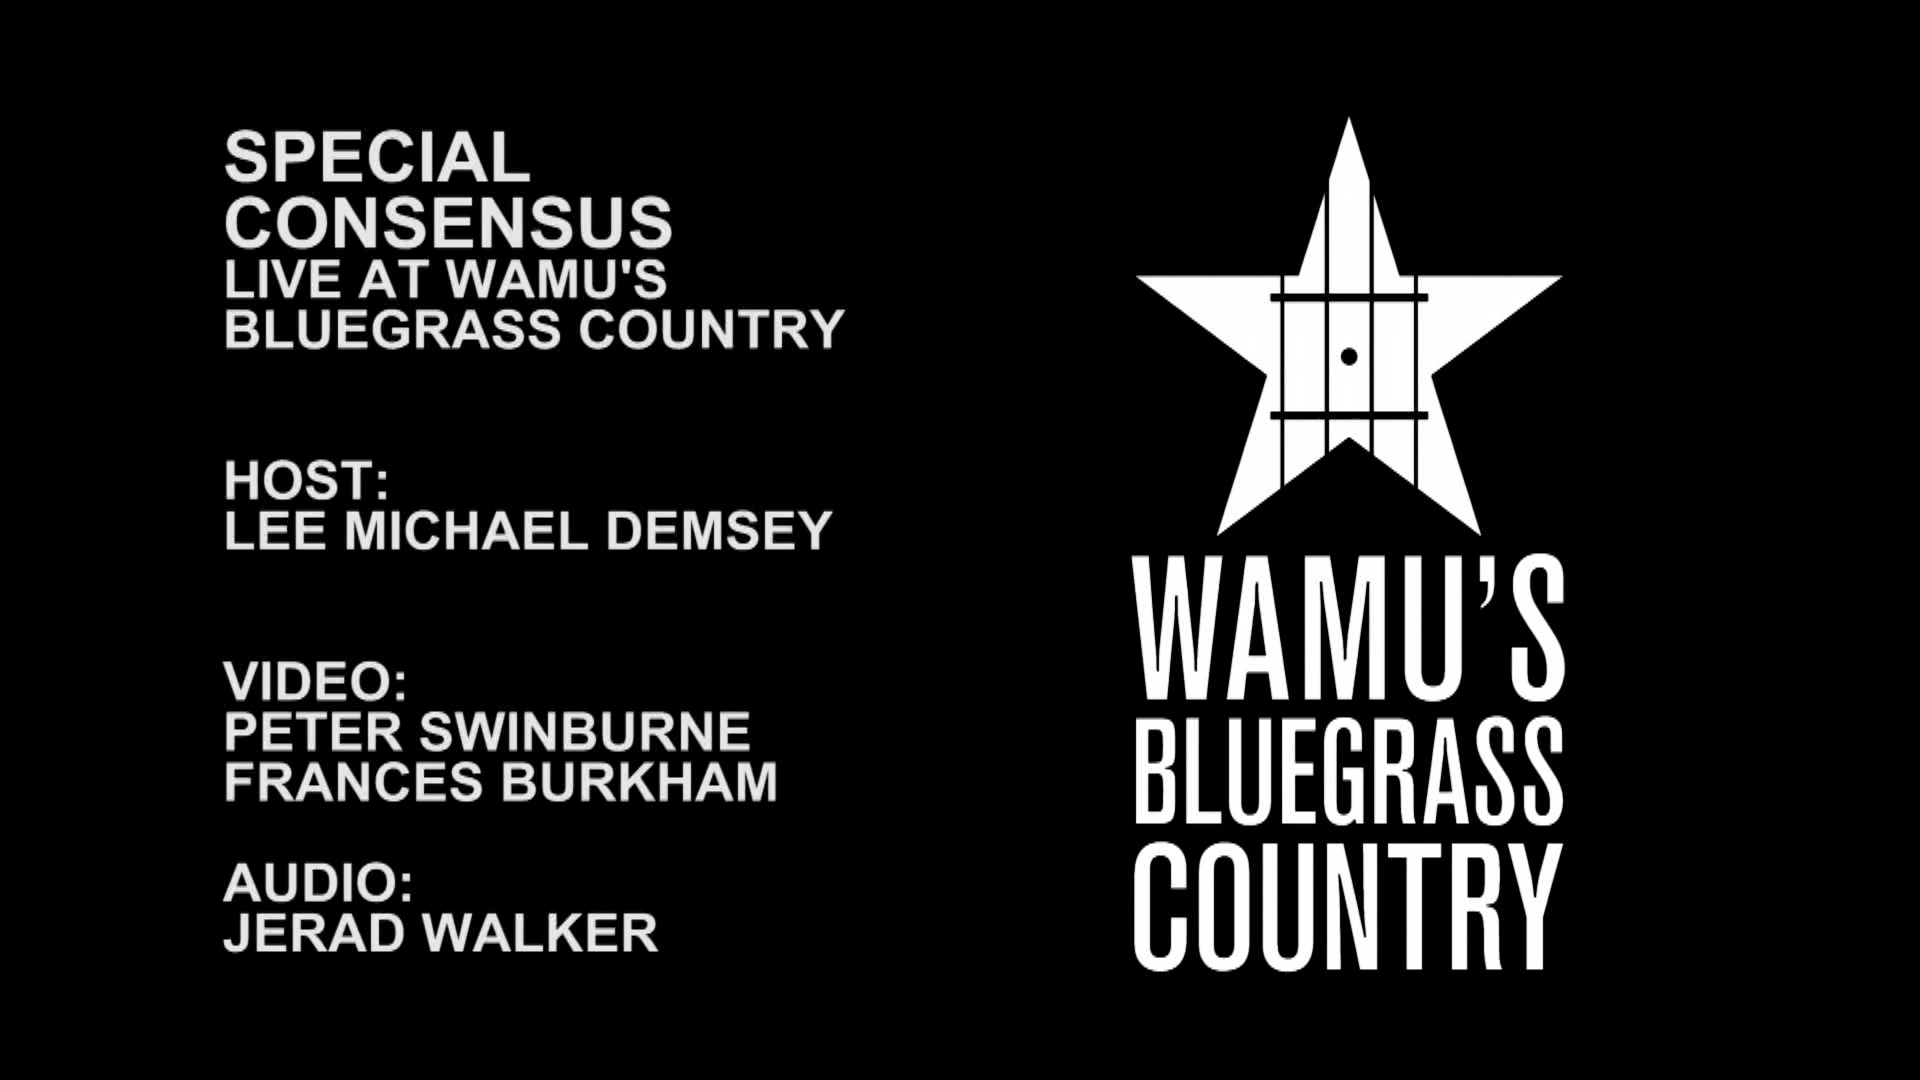 SPECIAL
CONSENSUS
LIVE AT WAMU'S
BLUEGRASS COUNTRY
HOST:
LEE MICHAEL DEMSEY
VIDEO:
PETER SWINBURNE
FRANCES BURKHAM
AUDIO:
JERAD WALKER
WAMU’S
BLUEGRASS
COUNTRY